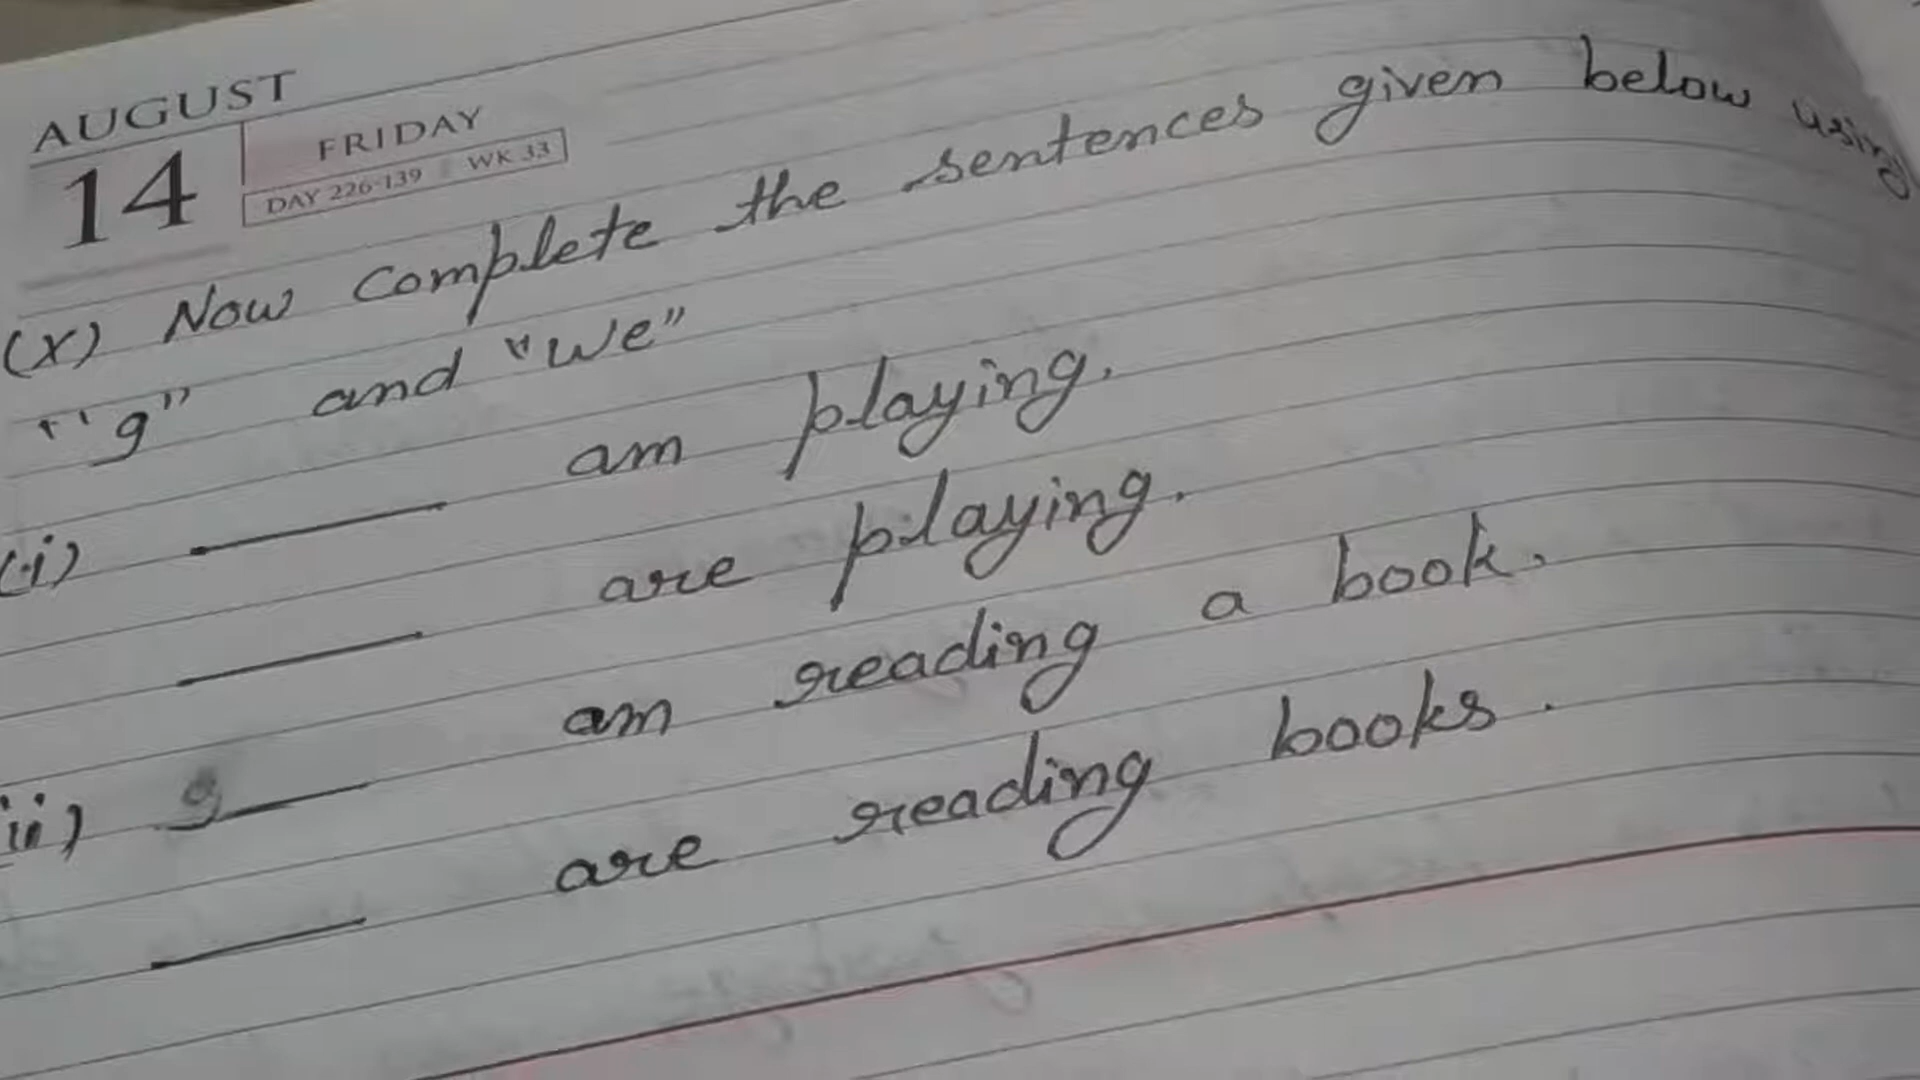 AUGUST
14 FRIDAY
DAY 226-139 WK 33
(x) Now complete the sentences given below using
"I" and "We"
(i) ______ am playing.
______ are playing.
ii) I______ am reading a book.
______ are reading books.